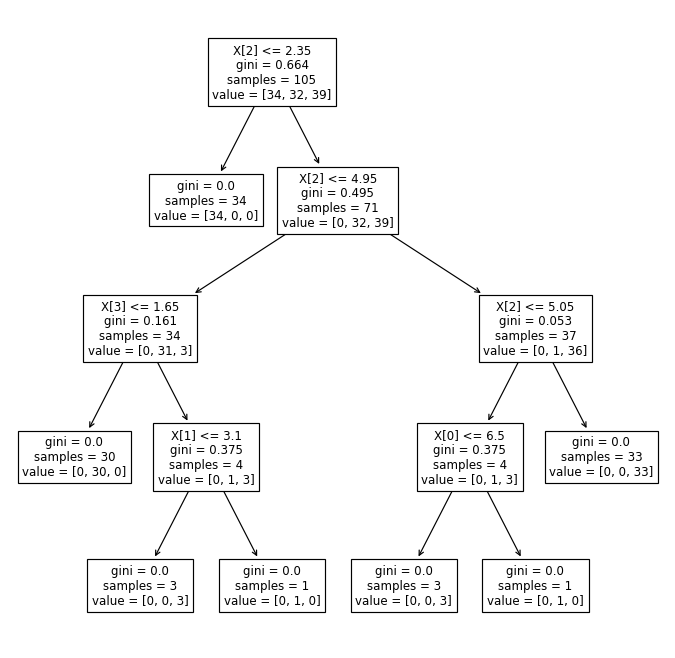 X[2] <= 2.35
gini = 0.664
samples = 105
value = [34, 32, 39]
gini = 0.0
samples = 34
value = [34, 0, 0]
X[2] <= 4.95
gini = 0.495
samples = 71
value = [0, 32, 39]
X[3] <= 1.65
gini = 0.161
samples = 34
value = [0, 31, 3]
X[2] <= 5.05
gini = 0.053
samples = 37
value = [0, 1, 36]
gini = 0.0
samples = 30
value = [0, 30, 0]
X[1] <= 3.1
gini = 0.375
samples = 4
value = [0, 1, 3]
X[0] <= 6.5
gini = 0.375
samples = 4
value = [0, 1, 3]
gini = 0.0
samples = 33
value = [0, 0, 33]
gini = 0.0
samples = 3
value = [0, 0, 3]
gini = 0.0
samples = 1
value = [0, 1, 0]
gini = 0.0
samples = 3
value = [0, 0, 3]
gini = 0.0
samples = 1
value = [0, 1, 0]